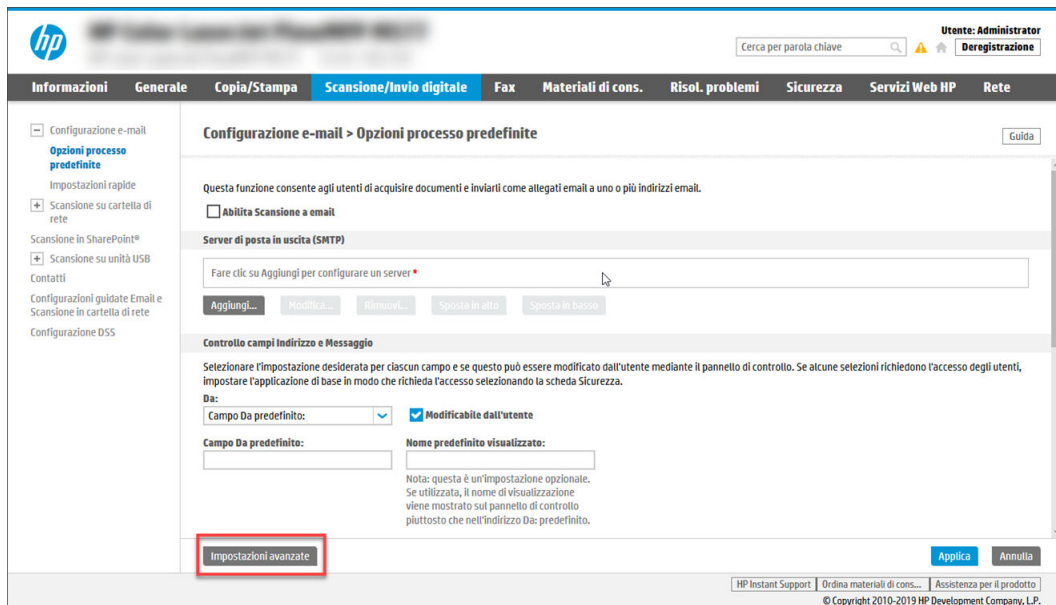 hp
Utente: Administrator
Cerca per parola chiave
Deregistrazione
Informazioni Generale Copia/Stampa Scansione/Invio digitale Fax Materiali di cons. Risol. problemi Sicurezza Servizi Web HP Rete
Configurazione e-mail
Opzioni processo
predefinite
Impostazioni rapide
Scansione su cartella di
rete
Scansione in SharePoint®
Scansione su unità USB
Contatti
Configurazioni guidate Email e
Scansione in cartella di rete
Configurazione DSS
Configurazione e-mail > Opzioni processo predefinite
Guida
Questa funzione consente agli utenti di acquisire documenti e inviarli come allegati email a uno o più indirizzi email.
Abilita Scansione a email
Server di posta in uscita (SMTP)
Fare clic su Aggiungi per configurare un server *
Aggiungi... Modifica... Rimuovi... Sposta in alto Sposta in basso
Controllo campi Indirizzo e Messaggio
Selezionare l'impostazione desiderata per ciascun campo e se questo può essere modificato dall'utente mediante il pannello di controllo. Se alcune selezioni richiedono l'accesso degli utenti,
impostare l'applicazione di base in modo che richieda l'accesso selezionando la scheda Sicurezza.
Da:
Campo Da predefinito: Modificabile dall'utente
Campo Da predefinito: Nome predefinito visualizzato:
Nota: questa è un'impostazione opzionale.
Se utilizzata, il nome di visualizzazione
viene mostrato sul pannello di controllo
piuttosto che nell'indirizzo Da: predefinito.
Impostazioni avanzate Applica Annulla
HP Instant Support Ordina materiali di cons... Assistenza per il prodotto
© Copyright 2010-2019 HP Development Company, L.P.